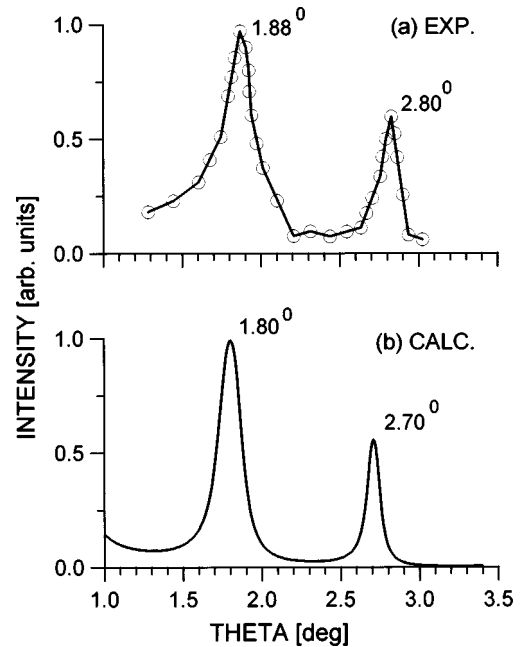 (a) EXP.
1.88⁰
2.80⁰
1.0
0.5
0.0
INTENSITY [arb. units]
(b) CALC.
1.80⁰
2.70⁰
1.0
0.5
0.0
1.0 1.5 2.0 2.5 3.0 3.5
THETA [deg]